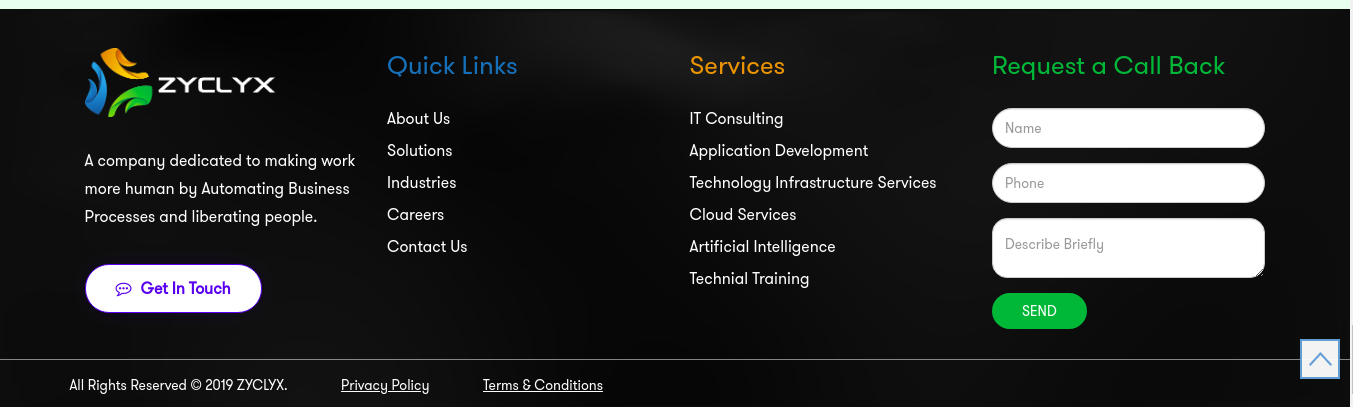 ZYCLYX
A company dedicated to making work
more human by Automating Business
Processes and liberating people.
Get In Touch
Quick Links
About Us
Solutions
Industries
Careers
Contact Us
Services
IT Consulting
Application Development
Technology Infrastructure Services
Cloud Services
Artificial Intelligence
Technial Training
Request a Call Back
Name
Phone
Describe Briefly
SEND
All Rights Reserved © 2019 ZYCLYX. Privacy Policy Terms & Conditions